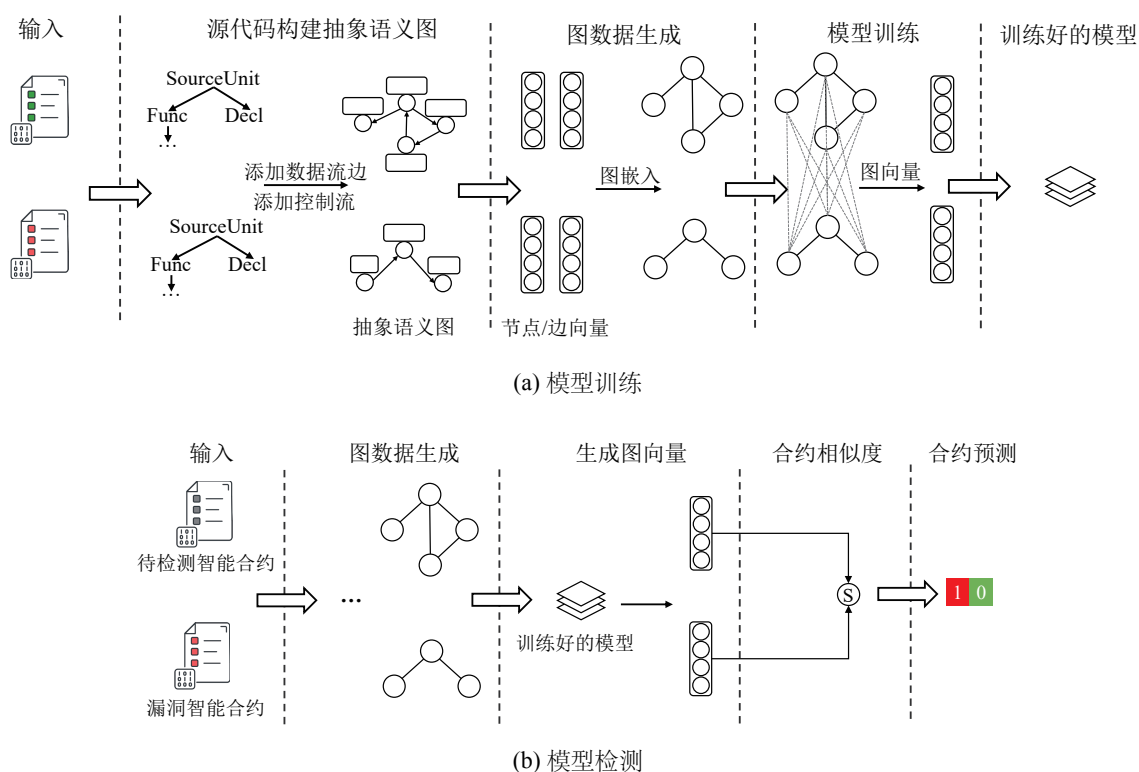 输入
源代码构建抽象语义图
图数据生成
模型训练
训练好的模型
SourceUnit
Func
Decl
...
添加数据流边
添加控制流
图嵌入
图向量
SourceUnit
Func
Decl
...
抽象语义图
节点/边向量
(a) 模型训练
输入
图数据生成
生成图向量
合约相似度
合约预测
待检测智能合约
...
S
1 0
训练好的模型
漏洞智能合约
(b) 模型检测